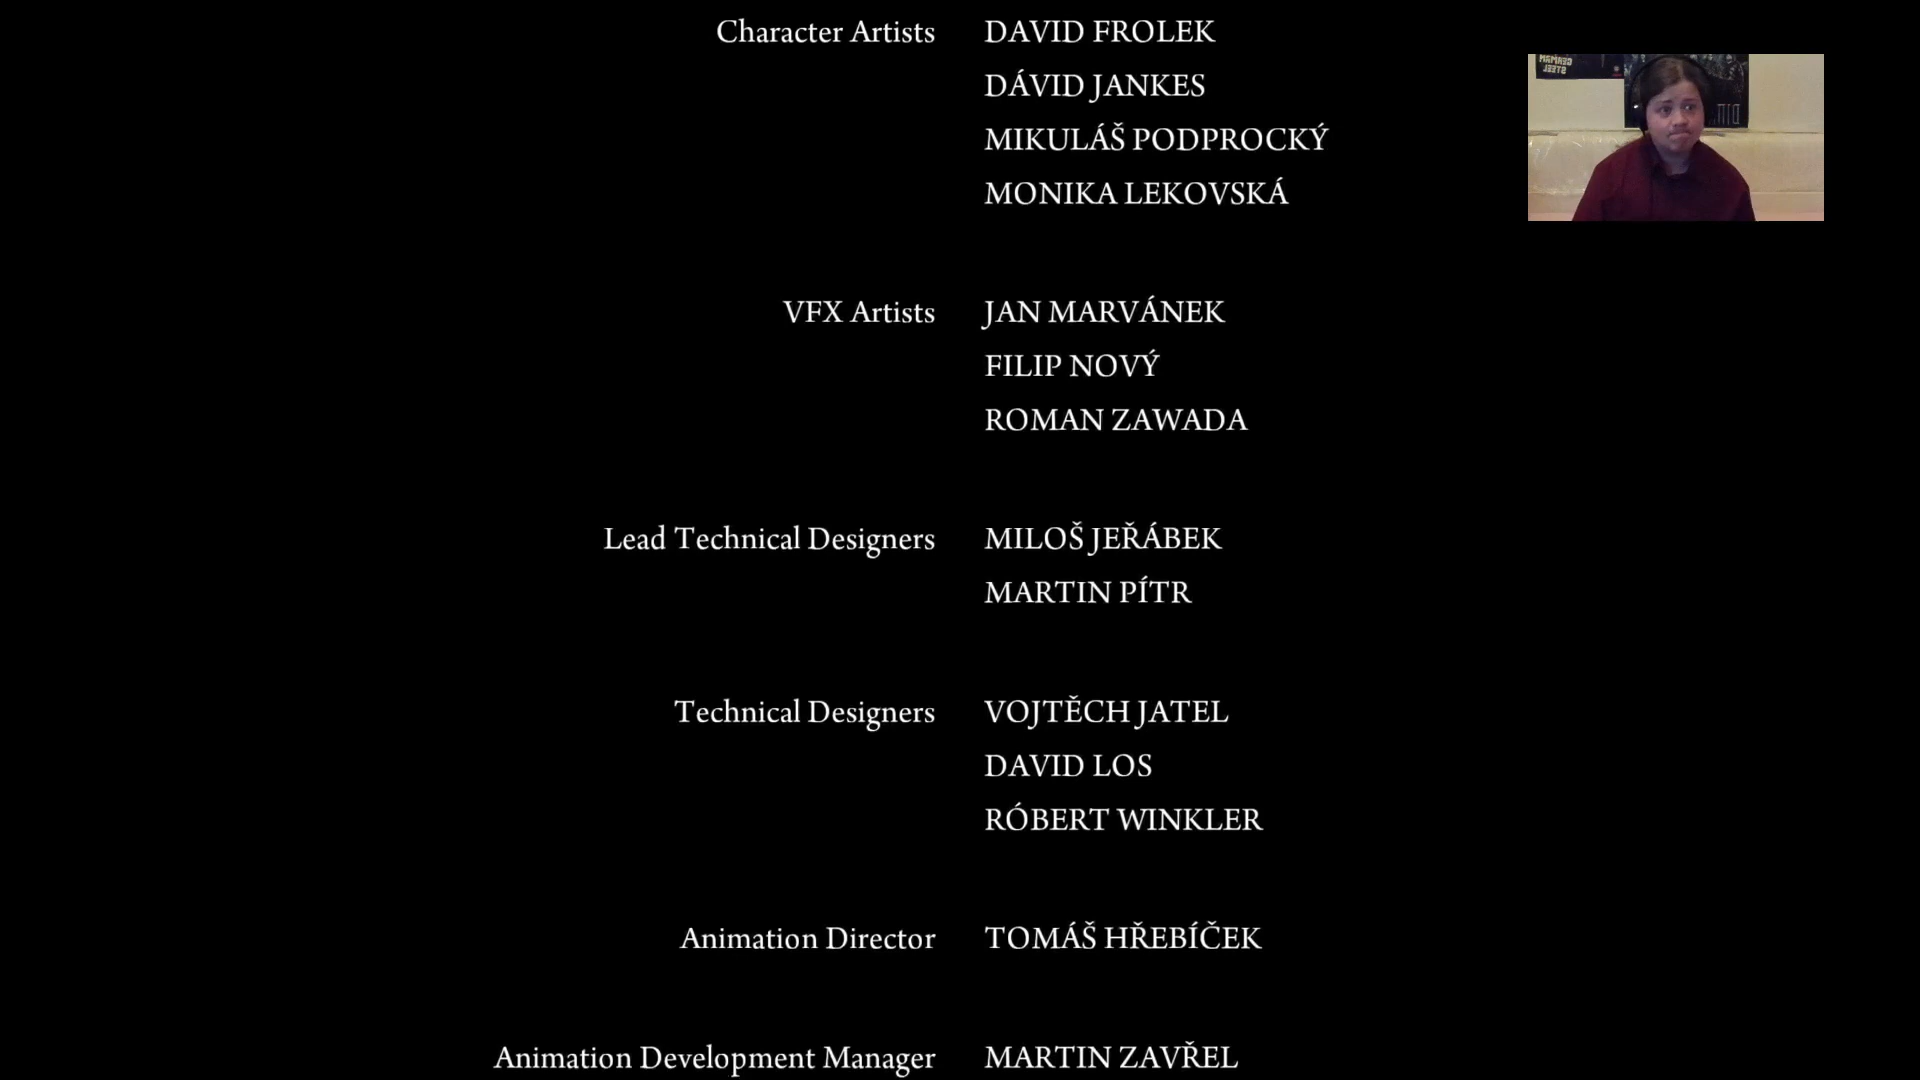 Character Artists DAVID FROLEK
DÁVID JANKES
MIKULÁŠ PODPROCKÝ
MONIKA LEKOVSKÁ
VFX Artists JAN MARVÁNEK
FILIP NOVÝ
ROMAN ZAWADA
Lead Technical Designers MILOŠ JEŘÁBEK
MARTIN PÍTR
Technical Designers VOJTĚCH JATEL
DAVID LOS
RÓBERT WINKLER
Animation Director TOMÁŠ HŘEBÍČEK
Animation Development Manager MARTIN ZAVŘEL
GERMAN
STEEL